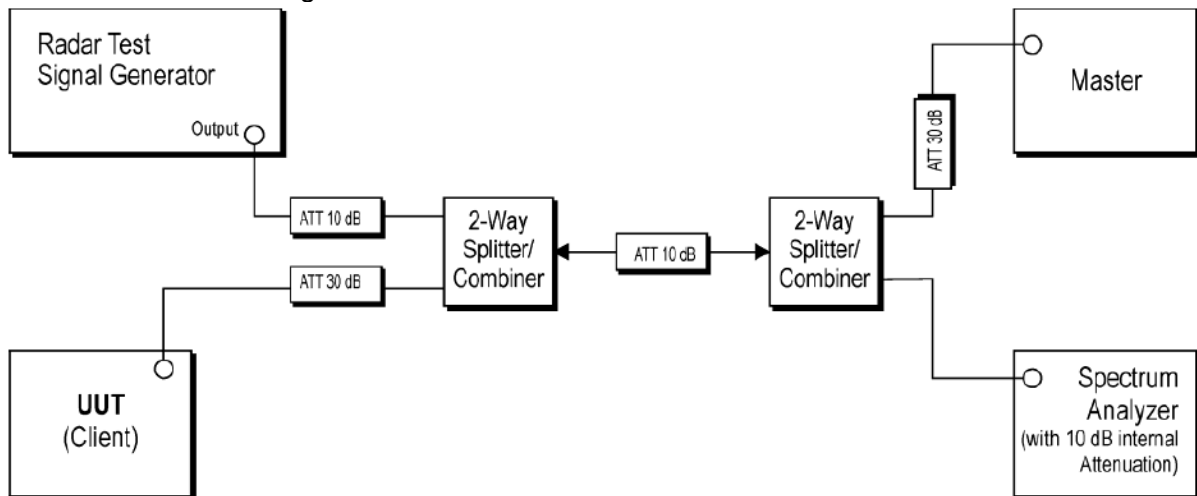 Radar Test
Signal Generator
Output
Master
ATT 30 dB
ATT 10 dB
2-Way
Splitter/
Combiner
ATT 10 dB
2-Way
Splitter/
Combiner
ATT 30 dB
UUT
(Client)
Spectrum
Analyzer
(with 10 dB internal
Attenuation)